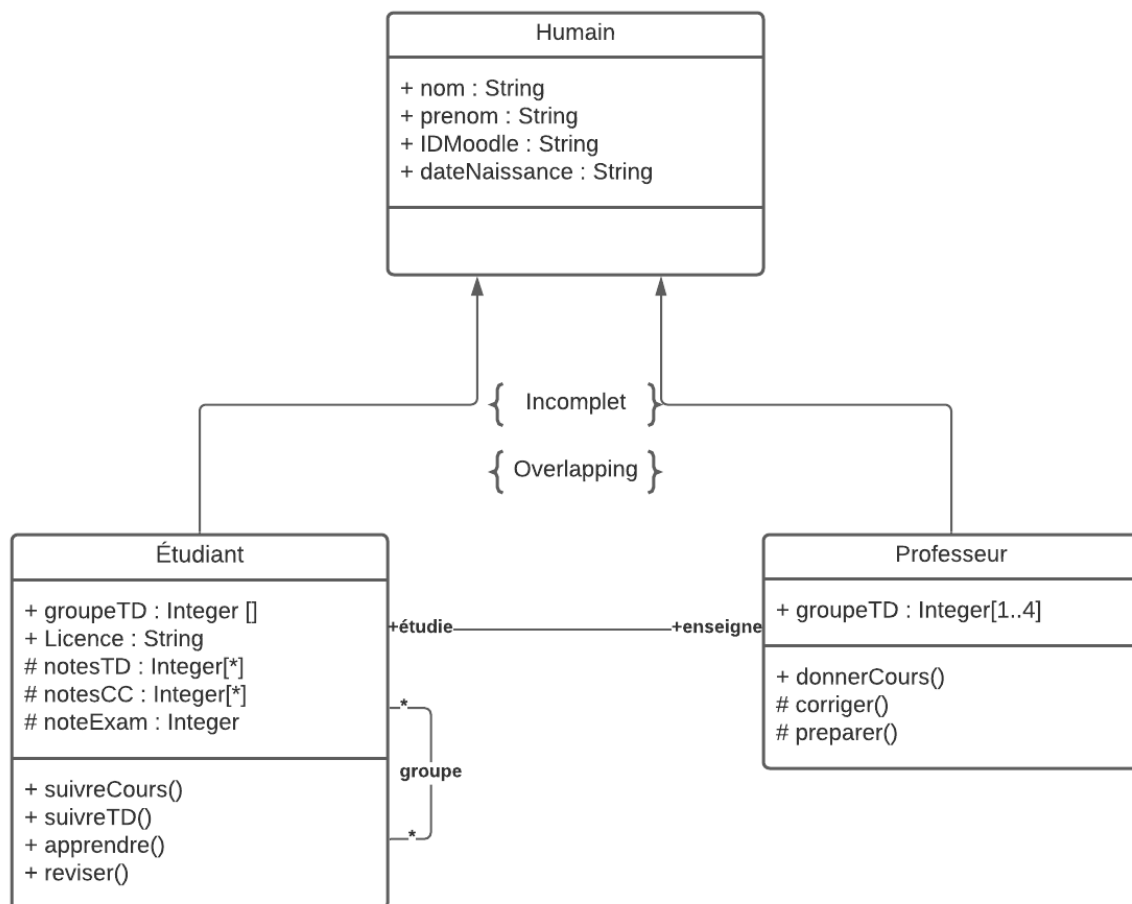 Humain
+ nom : String
+ prenom : String
+ IDMoodle : String
+ dateNaissance : String
{ Incomplet }
{ Overlapping }
Étudiant
+ groupeTD : Integer []
+ Licence : String
# notesTD : Integer[*]
# notesCC : Integer[*]
# noteExam : Integer
+ suivreCours()
+ suivreTD()
+ apprendre()
+ reviser()
+étudie
+enseigne
*
groupe
*
Professeur
+ groupeTD : Integer[1..4]
+ donnerCours()
# corriger()
# preparer()